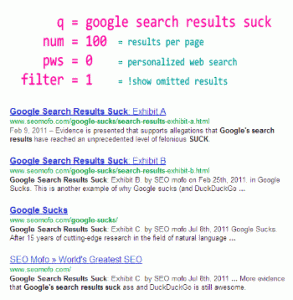 q = google search results suck
num = 100 = results per page
pws = 0 = personalized web search
filter = 1 = !show omitted results
Google Search Results Suck: Exhibit A
www.seomofo.com/google-sucks/search-results-exhibit-a.html
Feb 9, 2011 – Evidence is presented that supports allegations that Google's search
results have reached an unprecedented level of felonious SUCK.
Google Search Results Suck: Exhibit B
www.seomofo.com/google-sucks/search-results-exhibit-b.html
Google Search Results Suck: Exhibit B. by SEO mofo on Feb 25th, 2011. in Google
Sucks. This is another example of why Google sucks (and DuckDuckGo ...
Google Sucks
www.seomofo.com/google-sucks/
Google Search Results Suck: Exhibit C. by SEO mofo Jul 8th, 2011 Google Sucks.
After 15 years of cutting-edge research in the field of natural language ...
SEO Mofo » World's Greatest SEO
www.seomofo.com/
Google Search Results Suck: Exhibit C. by SEO mofo Jul 8th, 2011 ... More evidence
that Google's search results suck ass and DuckDuckGo is still awesome.